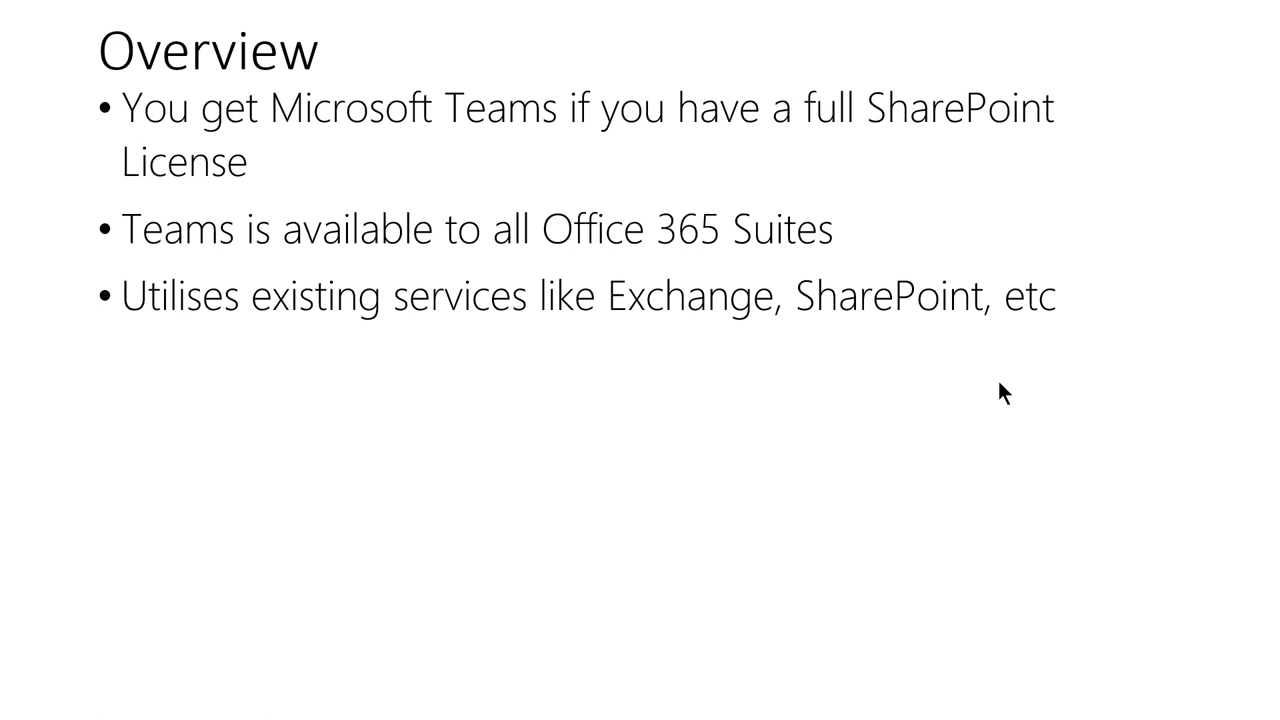 Overview
• You get Microsoft Teams if you have a full SharePoint
License
• Teams is available to all Office 365 Suites
• Utilises existing services like Exchange, SharePoint, etc